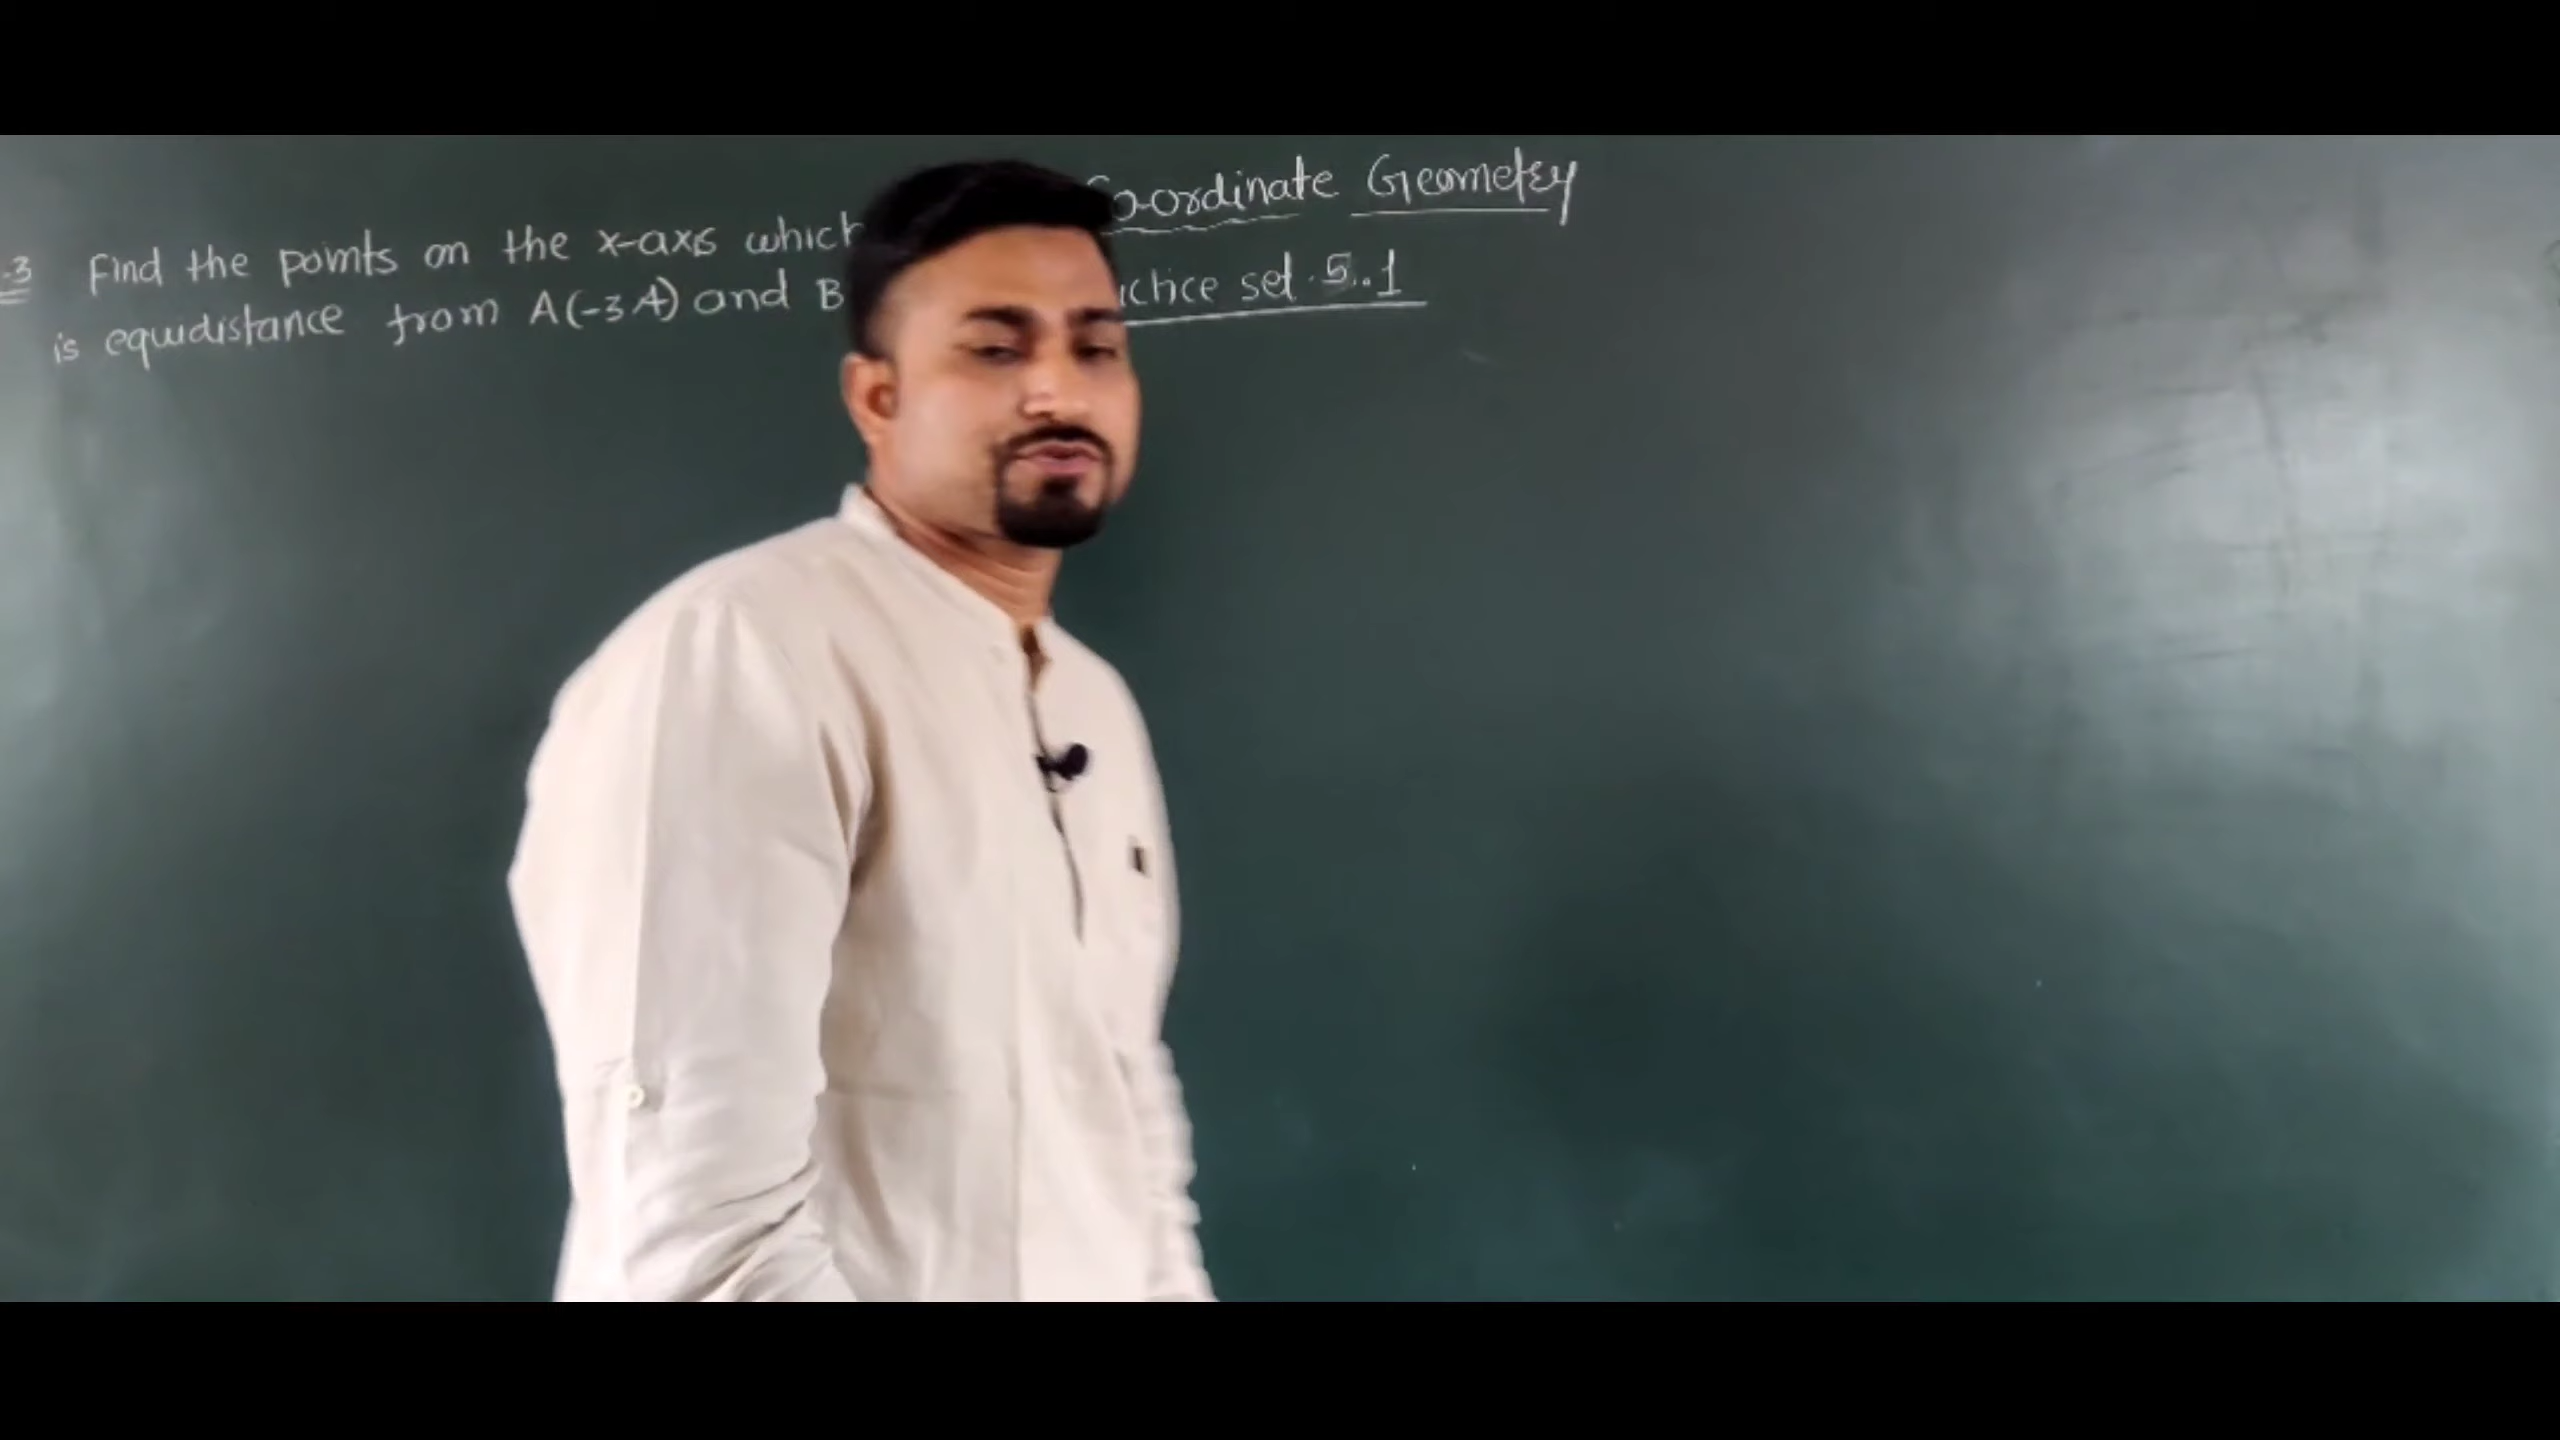 Co-ordinate Geometry
.3 Find the points on the x-axis which
is equidistance from A(-3,4) and B
ctice set 5.1